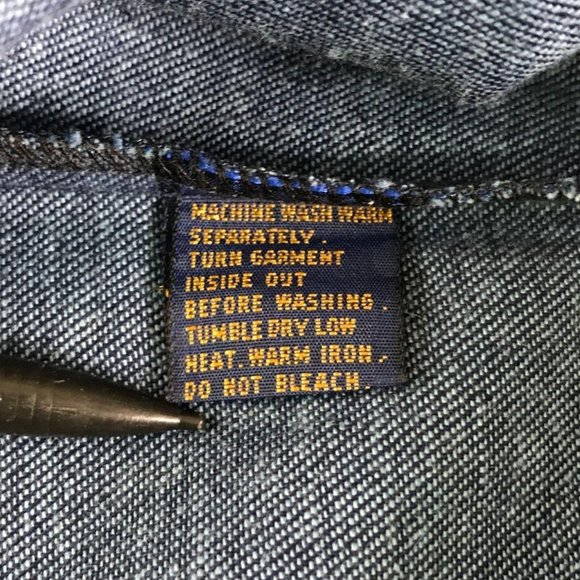 MACHINE WASH WARM
SEPARATELY.
TURN GARMENT
INSIDE OUT
BEFORE WASHING.
TUMBLE DRY LOW
HEAT. WARM IRON.
DO NOT BLEACH.